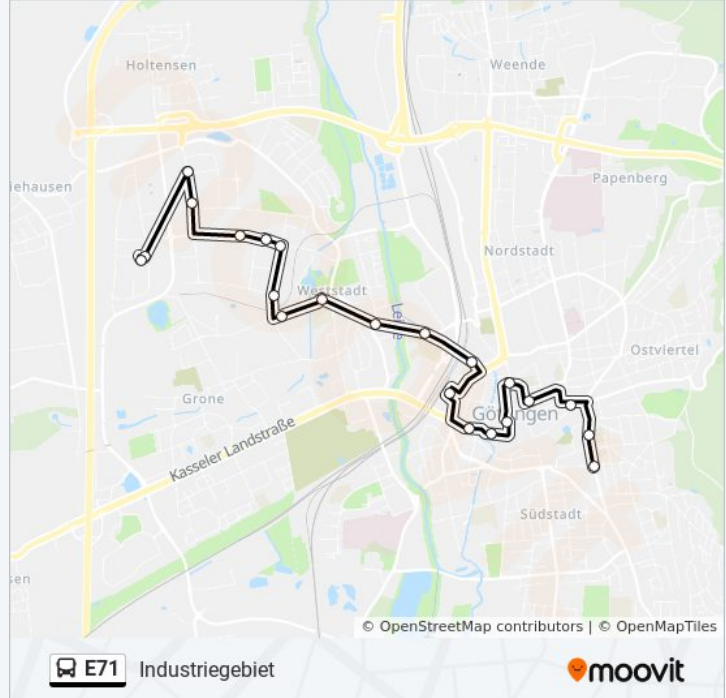 Holtensen
Weende
iehausen
Papenberg
Nordstadt
Weststadt
Leine
Ostviertel
Grone
Göttingen
Kasseler Landstraße
Südstadt
sen
© OpenStreetMap contributors | © OpenMapTiles
E71 Industriegebiet
moovit